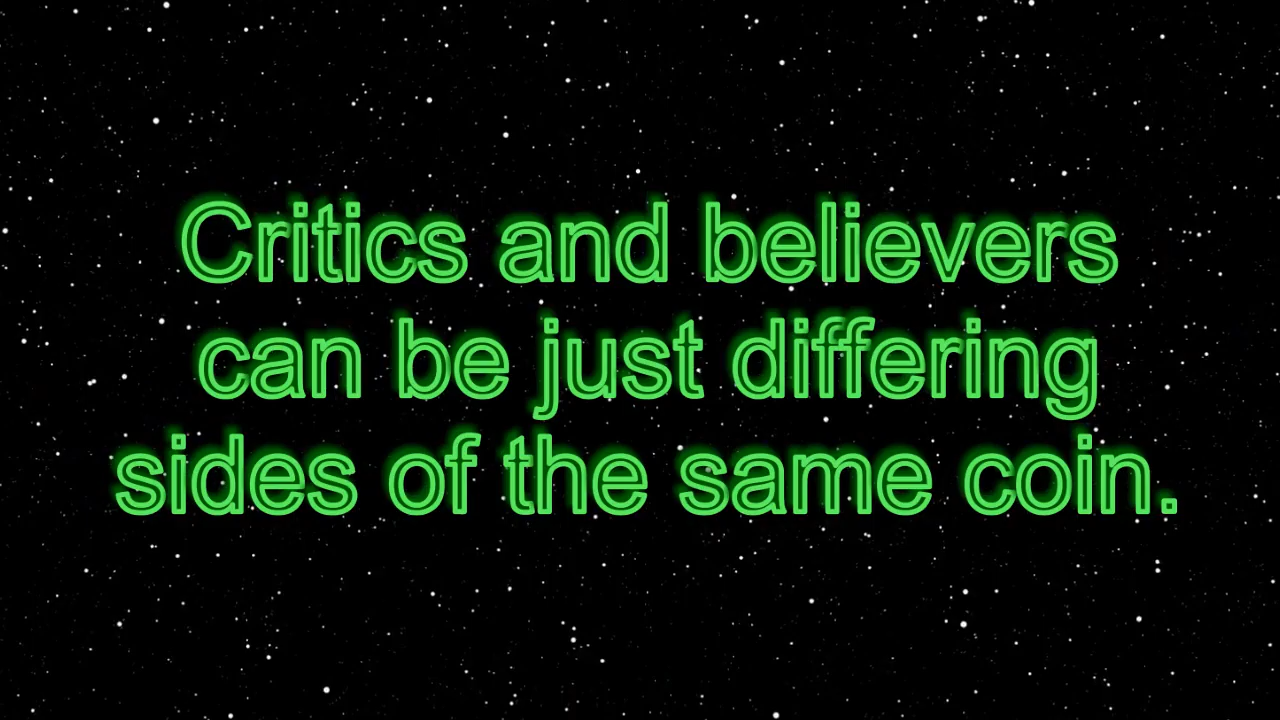 Critics and believers
can be just differing
sides of the same coin.